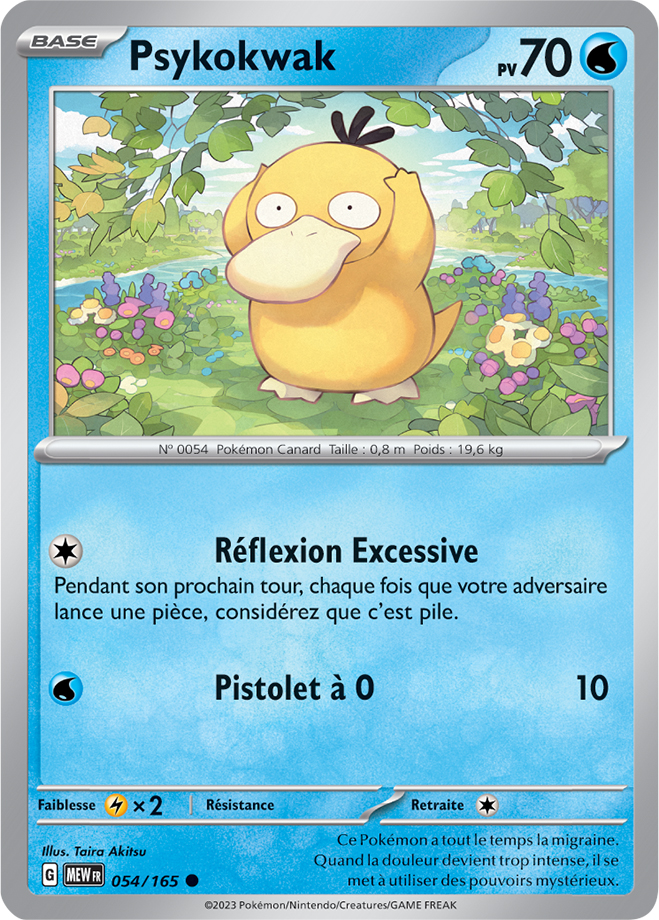 BASE
Psykokwak
PV 70
N° 0054 Pokémon Canard Taille : 0,8 m Poids : 19,6 kg
Réflexion Excessive
Pendant son prochain tour, chaque fois que votre adversaire
lance une pièce, considérez que c'est pile.
Pistolet à O 10
Faiblesse ×2 Résistance Retraite
Illus. Taira Akitsu
G MEW FR 054/165
Ce Pokémon a tout le temps la migraine.
Quand la douleur devient trop intense, il se
met à utiliser des pouvoirs mystérieux.
©2023 Pokémon/Nintendo/Creatures/GAME FREAK